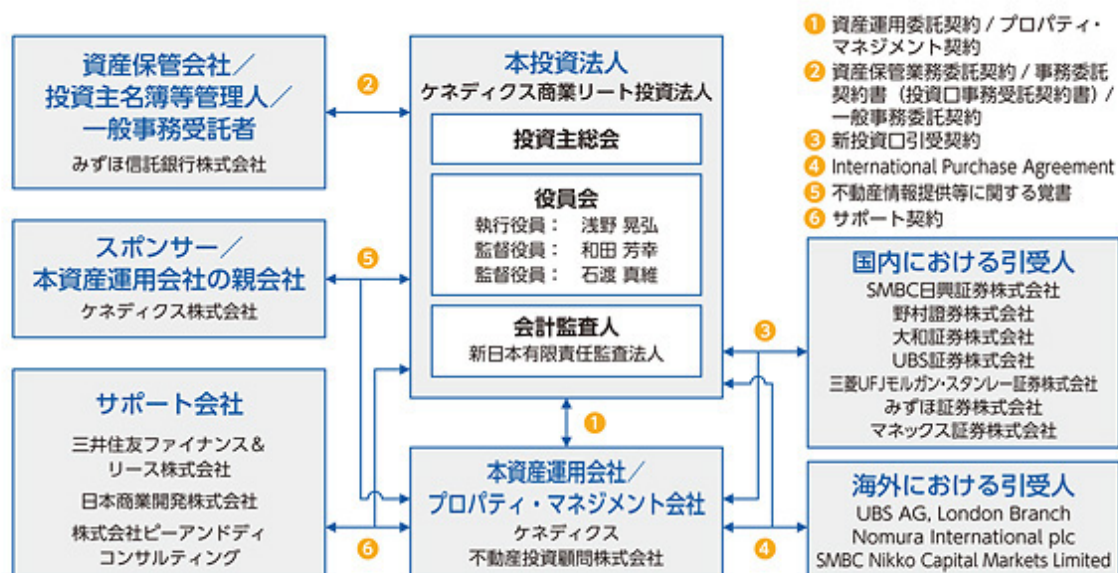 資産保管会社／
投資主名簿等管理人／
一般事務受託者
みずほ信託銀行株式会社
2
スポンサー／
本資産運用会社の親会社
ケネディクス株式会社
5
サポート会社
三井住友ファイナンス＆
リース株式会社
日本商業開発株式会社
株式会社ピーアンドディ
コンサルティング
6
本投資法人
ケネディクス商業リート投資法人
投資主総会
役員会
執行役員： 浅野 晃弘
監督役員： 和田 芳幸
監督役員： 石渡 真維
会計監査人
新日本有限責任監査法人
1
本資産運用会社／
プロパティ・マネジメント会社
ケネディクス
不動産投資顧問株式会社
3
4
1 資産運用委託契約 / プロパティ・
マネジメント契約
2 資産保管業務委託契約 / 事務委託
契約書（投資口事務受託契約書）/
一般事務委託契約
3 新投資口引受契約
4 International Purchase Agreement
5 不動産情報提供等に関する覚書
6 サポート契約
国内における引受人
SMBC日興証券株式会社
野村證券株式会社
大和証券株式会社
UBS証券株式会社
三菱UFJモルガン・スタンレー証券株式会社
みずほ証券株式会社
マネックス証券株式会社
海外における引受人
UBS AG, London Branch
Nomura International plc
SMBC Nikko Capital Markets Limited